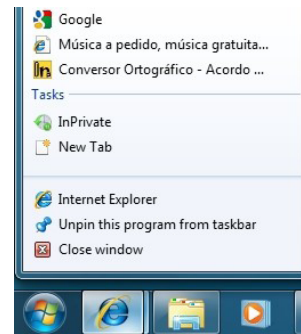 Google
Música a pedido, música gratuita...
Conversor Ortográfico - Acordo ...
Tasks
InPrivate
New Tab
Internet Explorer
Unpin this program from taskbar
Close window